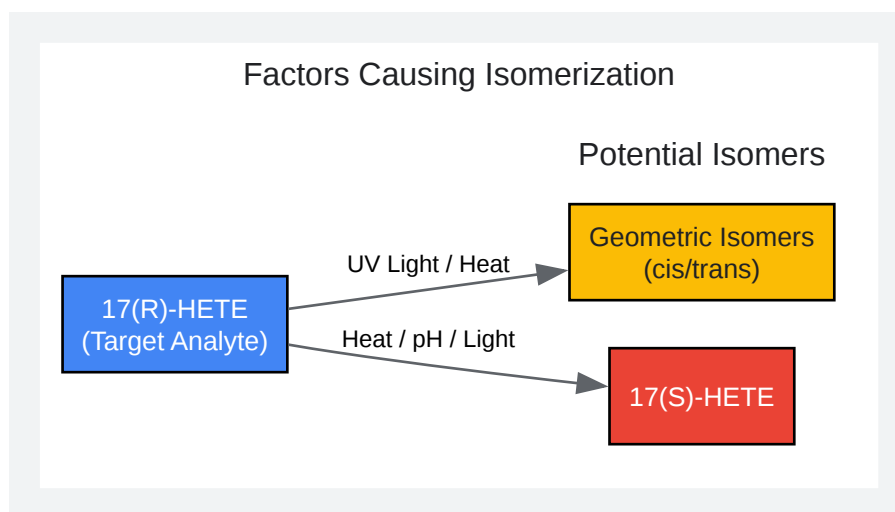 Factors Causing Isomerization
Potential Isomers
Geometric Isomers
(cis/trans)
UV Light / Heat
17(R)-HETE
(Target Analyte)
Heat / pH / Light
17(S)-HETE